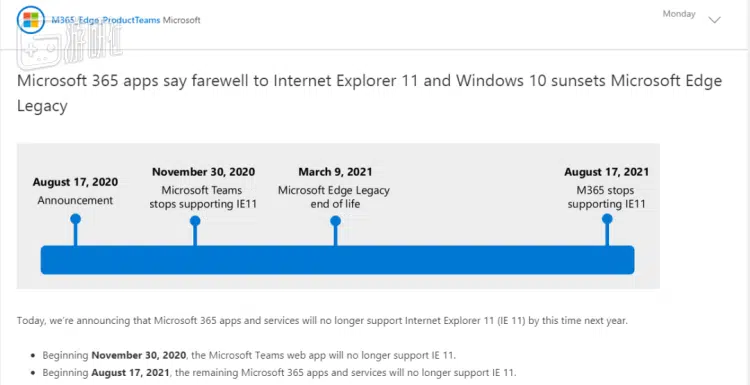 M365_Edge_ProductTeams Microsoft
Monday
游研社
Microsoft 365 apps say farewell to Internet Explorer 11 and Windows 10 sunsets Microsoft Edge
Legacy
August 17, 2020
Announcement
November 30, 2020
Microsoft Teams
stops supporting IE11
March 9, 2021
Microsoft Edge Legacy
end of life
August 17, 2021
M365 stops
supporting IE11
Today, we're announcing that Microsoft 365 apps and services will no longer support Internet Explorer 11 (IE 11) by this time next year.
• Beginning November 30, 2020, the Microsoft Teams web app will no longer support IE 11.
• Beginning August 17, 2021, the remaining Microsoft 365 apps and services will no longer support IE 11.